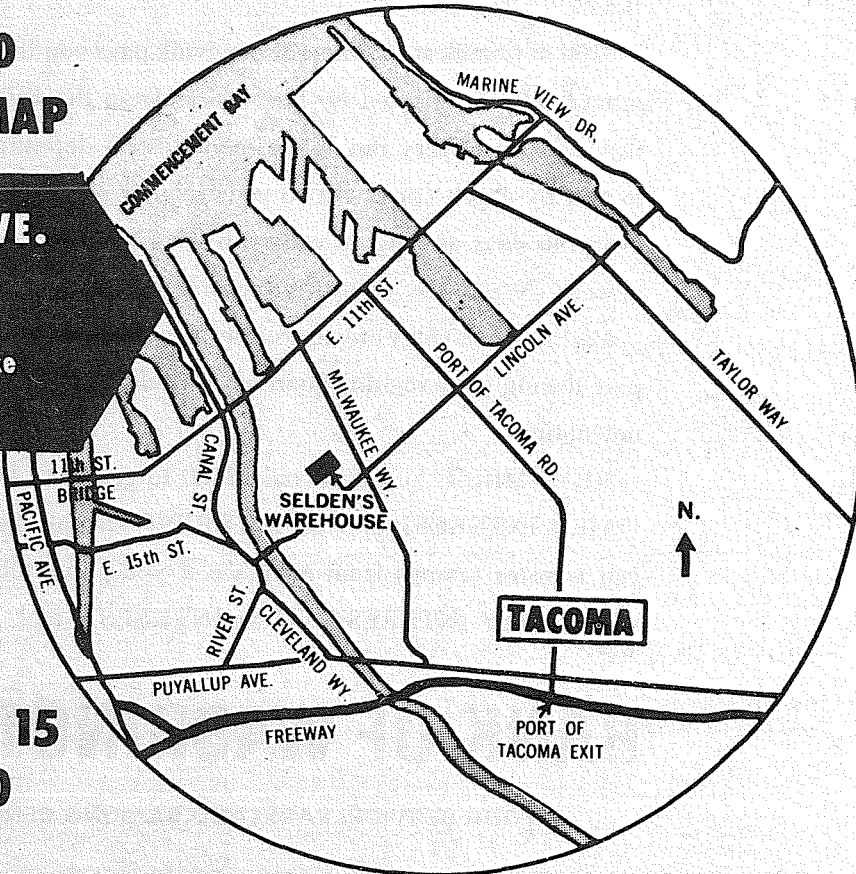 MAP
VE.
15
COMMENCEMENT BAY
MARINE VIEW DR.
E. 11th ST.
PORT OF TACOMA RD
LINCOLN AVE.
TAYLOR WAY
MILWAUKEE WY.
CANAL ST.
11th ST.
BRIDGE
PACIFIC AVE.
SELDEN'S
WAREHOUSE
N.
E. 15th ST.
RIVER ST
CLEVELAND WY.
TACOMA
PUYALLUP AVE.
FREEWAY
PORT OF
TACOMA EXIT